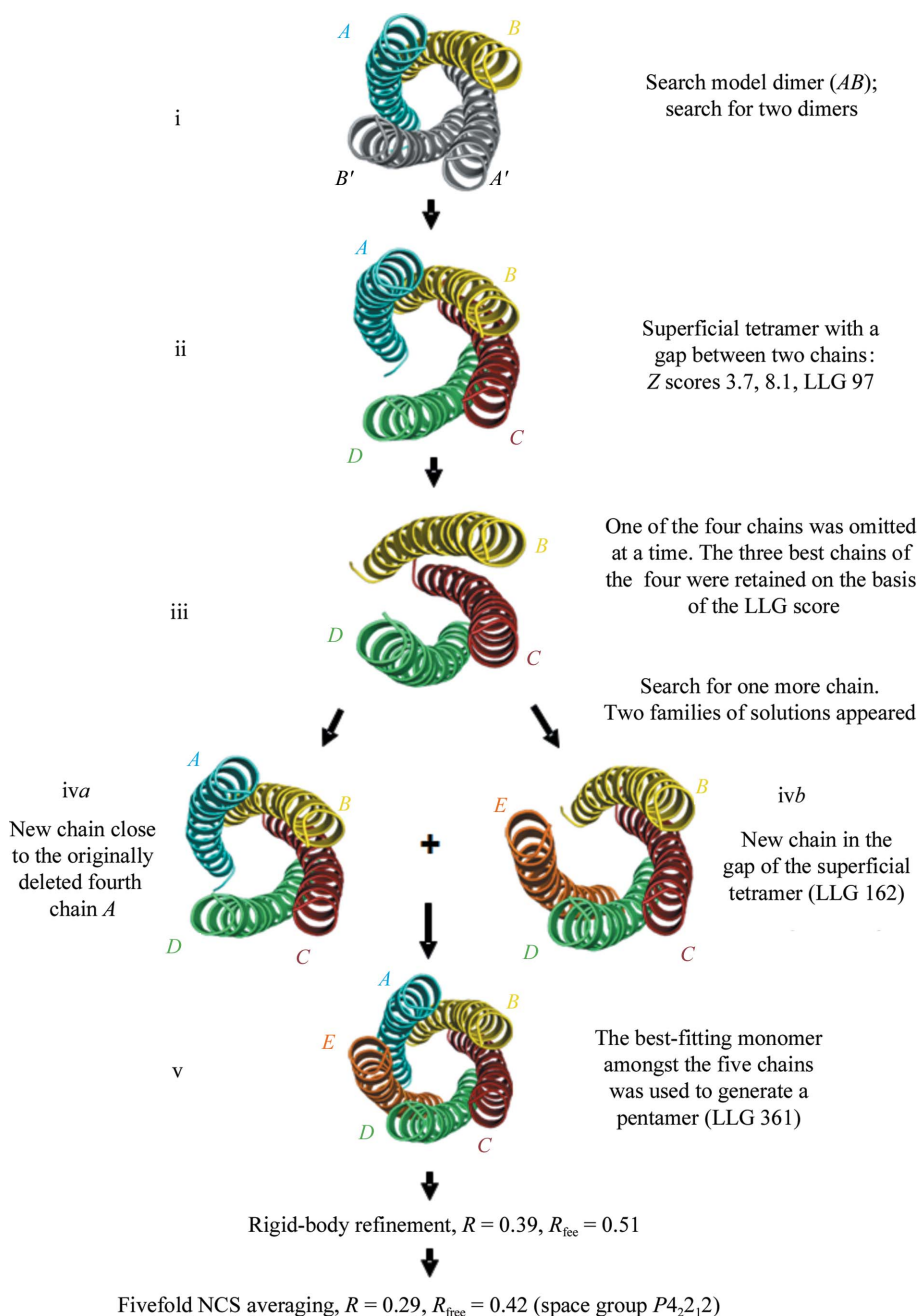 A
B
i
Search model dimer (AB);
search for two dimers
B′
A′
A
B
ii
Superficial tetramer with a
gap between two chains:
Z scores 3.7, 8.1, LLG 97
D
C
One of the four chains was omitted
at a time. The three best chains of
the four were retained on the basis
of the LLG score
B
iii
D
C
Search for one more chain.
Two families of solutions appeared
iva
New chain close
to the originally
deleted fourth
chain A
A
B
D
C
+
E
B
D
C
ivb
New chain in the
gap of the superficial
tetramer (LLG 162)
A
B
E
v
D
C
The best-fitting monomer
amongst the five chains
was used to generate a
pentamer (LLG 361)
Rigid-body refinement, R = 0.39, Rfee = 0.51
Fivefold NCS averaging, R = 0.29, Rfree = 0.42 (space group P4₂2₁2)